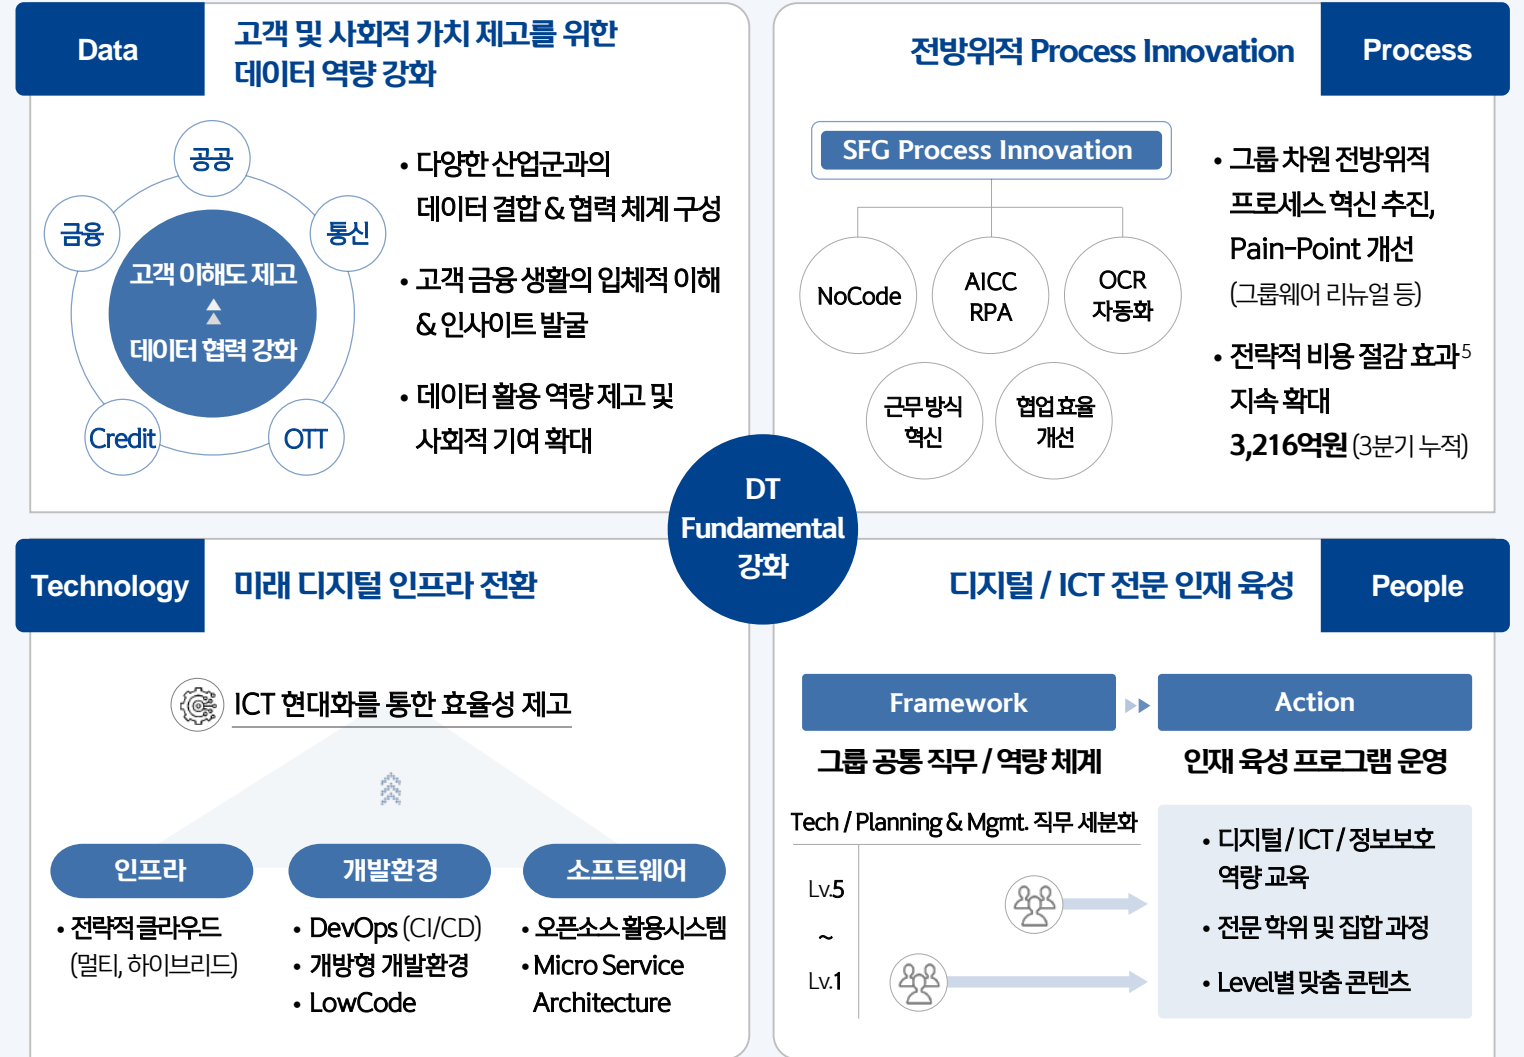 Data
고객 및 사회적 가치 제고를 위한
데이터 역량 강화
공공
금융
통신
고객 이해도 제고
데이터 협력 강화
Credit
OTT
• 다양한 산업군과의
데이터 결합 & 협력 체계 구성
• 고객 금융 생활의 입체적 이해
& 인사이트 발굴
• 데이터 활용 역량 제고 및
사회적 기여 확대
전방위적 Process Innovation
Process
SFG Process Innovation
NoCode
AICC
RPA
OCR
자동화
근무 방식
혁신
협업 효율
개선
• 그룹 차원 전방위적
프로세스 혁신 추진,
Pain-Point 개선
(그룹웨어 리뉴얼 등)
• 전략적 비용 절감 효과5
지속 확대
3,216억원 (3분기 누적)
DT
Fundamental
강화
Technology
미래 디지털 인프라 전환
ICT 현대화를 통한 효율성 제고
인프라
• 전략적 클라우드
(멀티, 하이브리드)
개발환경
• DevOps (CI/CD)
• 개방형 개발환경
• LowCode
소프트웨어
• 오픈소스 활용시스템
• Micro Service
Architecture
디지털 / ICT 전문 인재 육성
People
Framework
Action
그룹 공통 직무 / 역량 체계
인재 육성 프로그램 운영
Tech / Planning & Mgmt. 직무 세분화
Lv.5
~
Lv.1
• 디지털 / ICT / 정보보호
역량 교육
• 전문 학위 및 집합 과정
• Level별 맞춤 콘텐츠